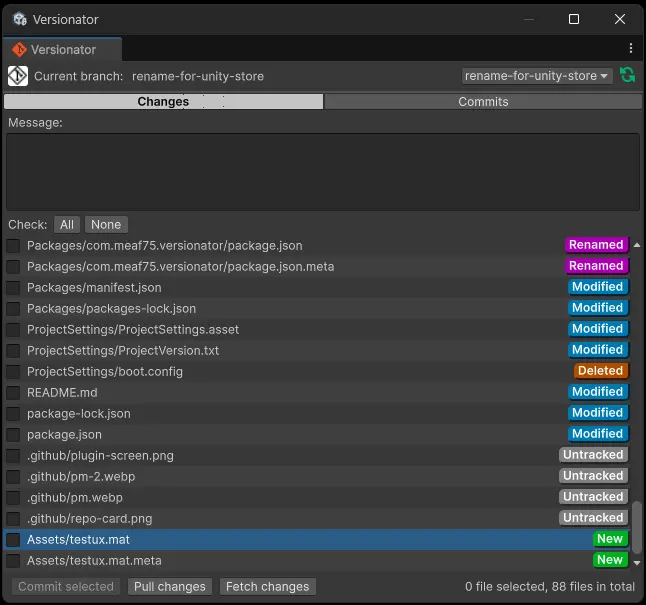 Versionator
Versionator
Current branch: rename-for-unity-store rename-for-unity-store
Changes Commits
Message:
Check: All None
Packages/com.meaf75.versionator/package.json Renamed
Packages/com.meaf75.versionator/package.json.meta Renamed
Packages/manifest.json Modified
Packages/packages-lock.json Modified
ProjectSettings/ProjectSettings.asset Modified
ProjectSettings/ProjectVersion.txt Modified
ProjectSettings/boot.config Deleted
README.md Modified
package-lock.json Modified
package.json Modified
.github/plugin-screen.png Untracked
.github/pm-2.webp Untracked
.github/pm.webp Untracked
.github/repo-card.png Untracked
Assets/testux.mat New
Assets/testux.mat.meta New
Commit selected Pull changes Fetch changes 0 file selected, 88 files in total